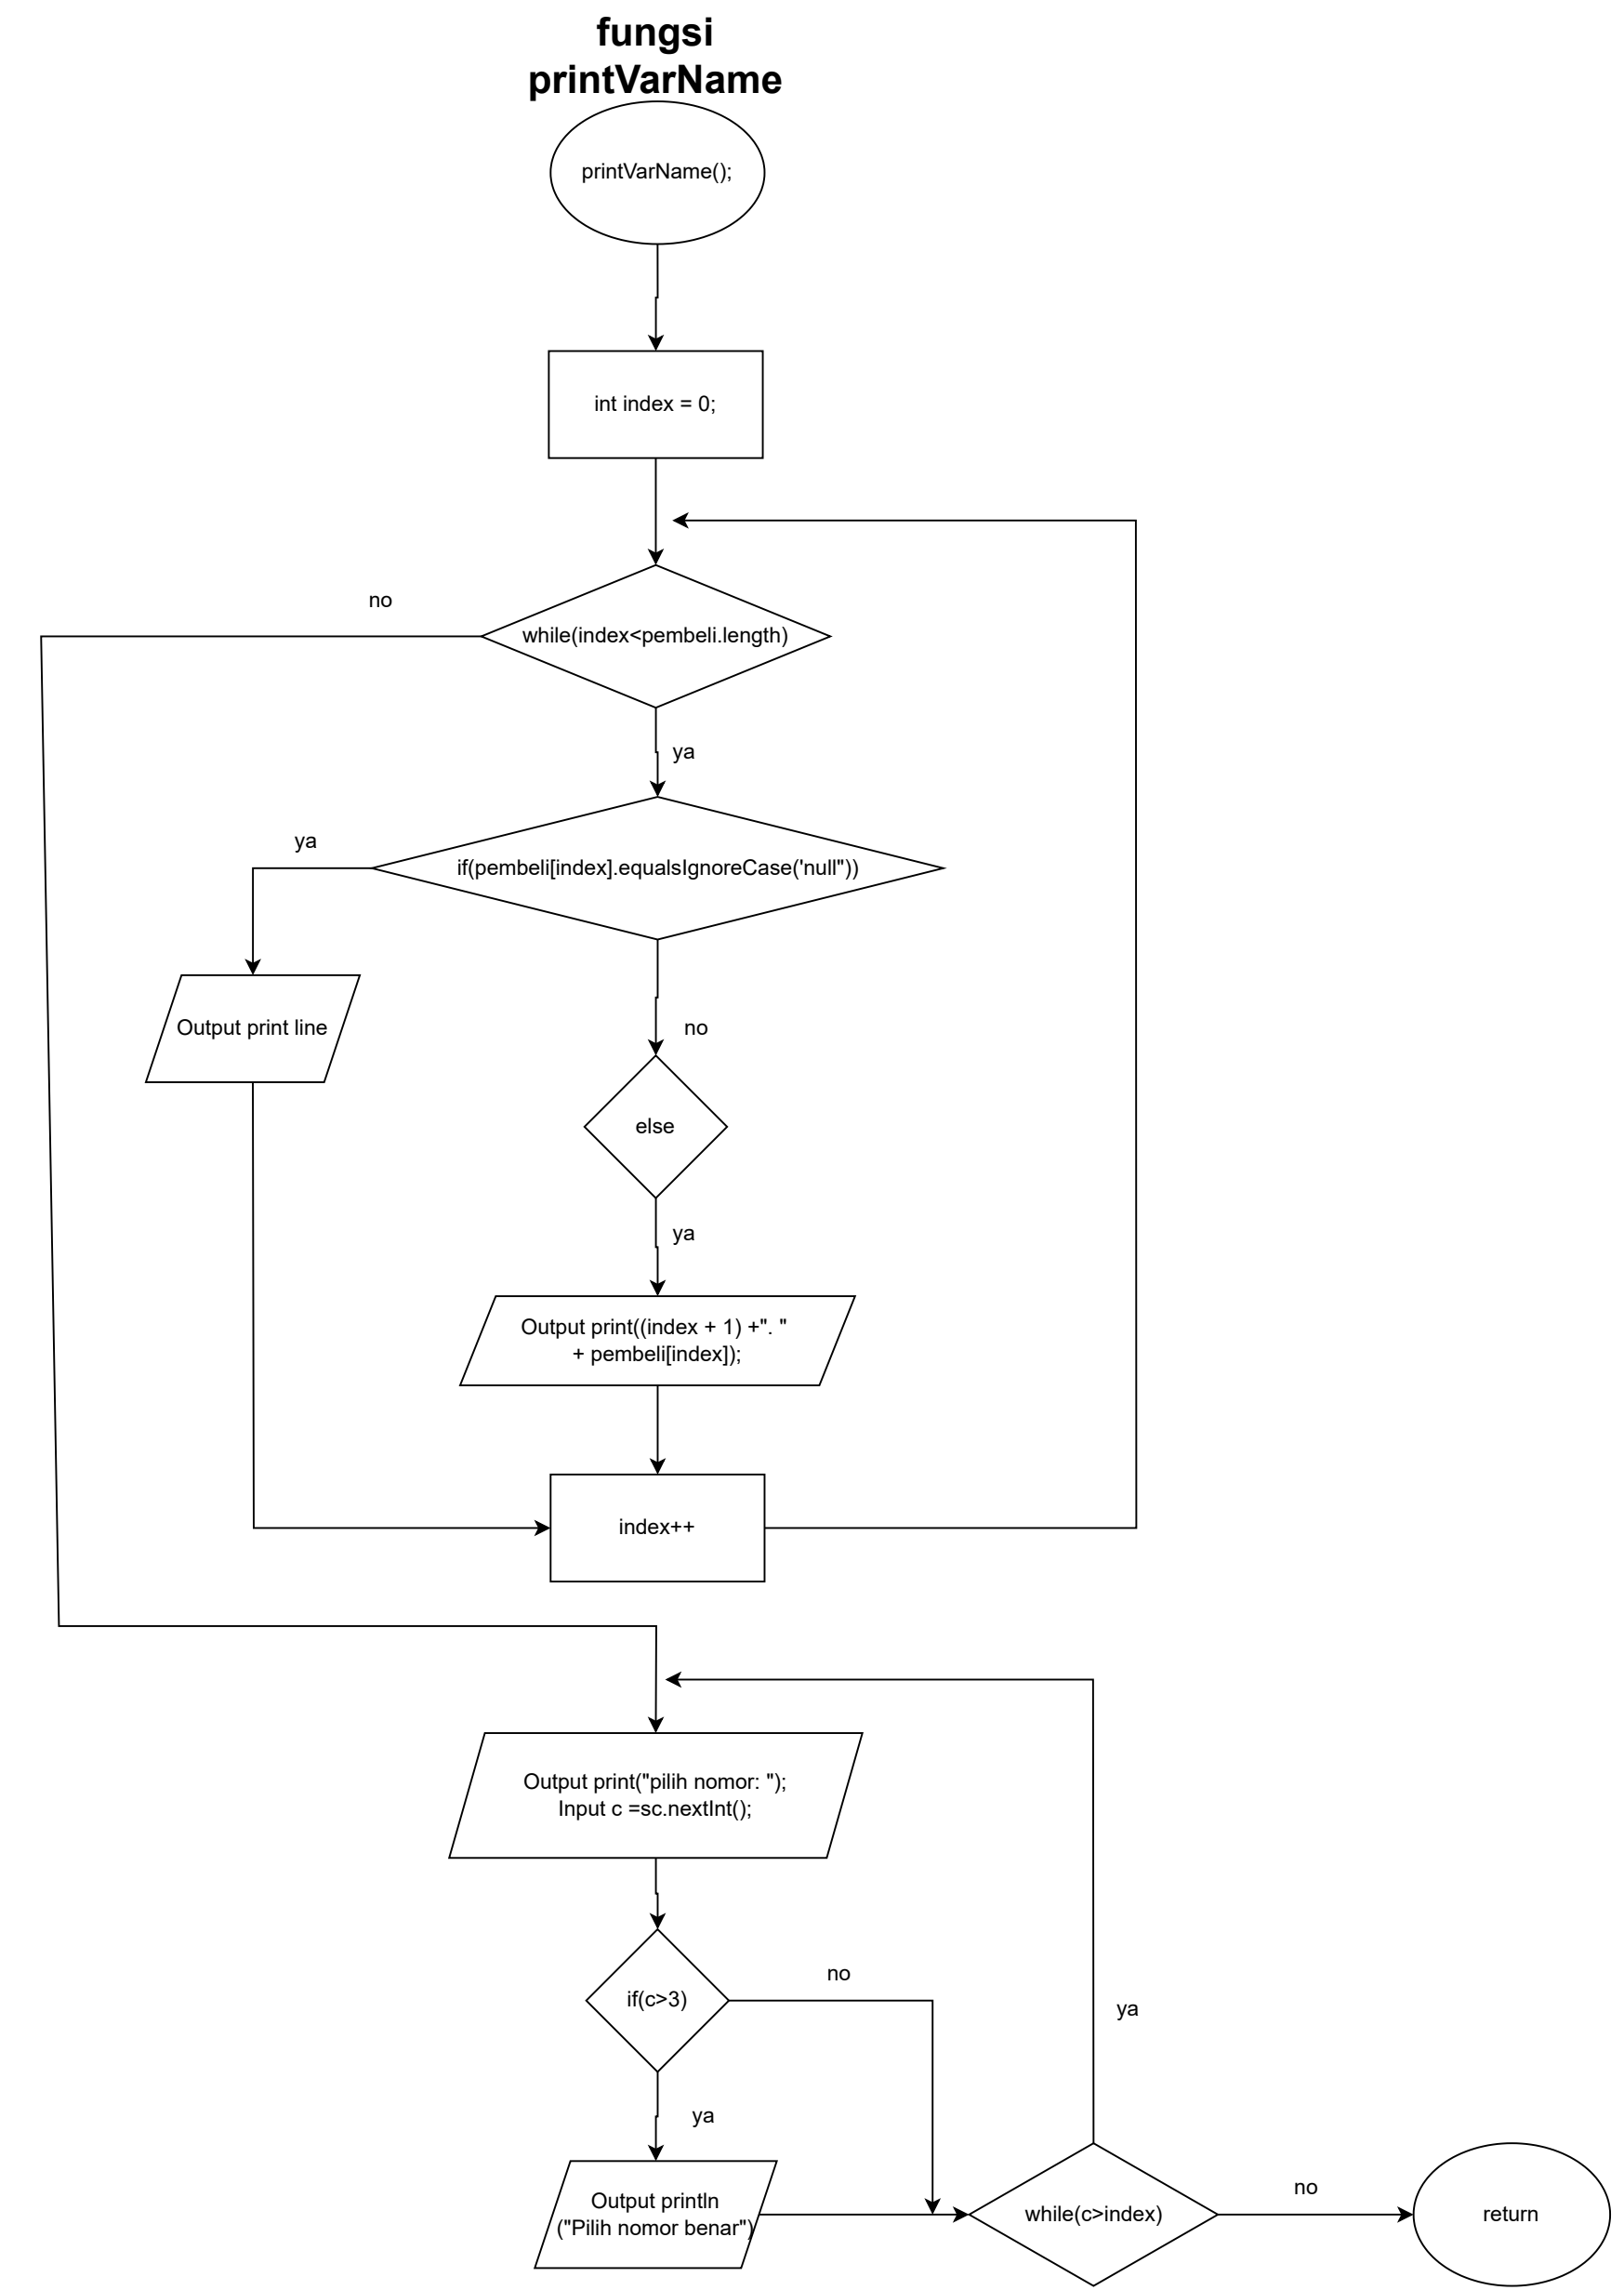 fungsi
printVarName
printVarName();
int index = 0;
no
while(index<pembeli.length)
ya
ya
if(pembeli[index].equalsIgnoreCase('null"))
Output print line
no
else
ya
Output print((index + 1) +". "
+ pembeli[index]);
index++
Output print("pilih nomor: ");
Input c =sc.nextInt();
no
if(c>3)
ya
ya
Output println
("Pilih nomor benar")
while(c>index)
no
return